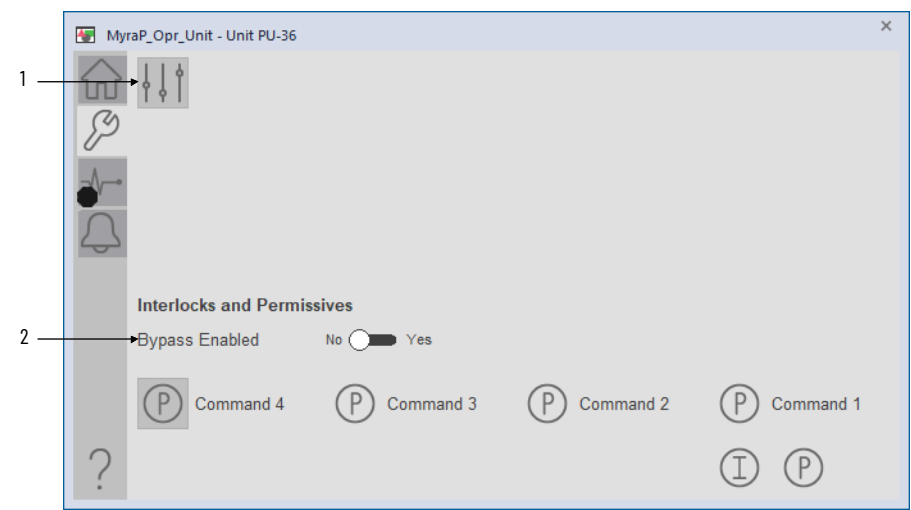 MyraP_Opr_Unit - Unit PU-36
×
1
Interlocks and Permissives
2
Bypass Enabled No Yes
P Command 4 P Command 3 P Command 2 P Command 1
? I P